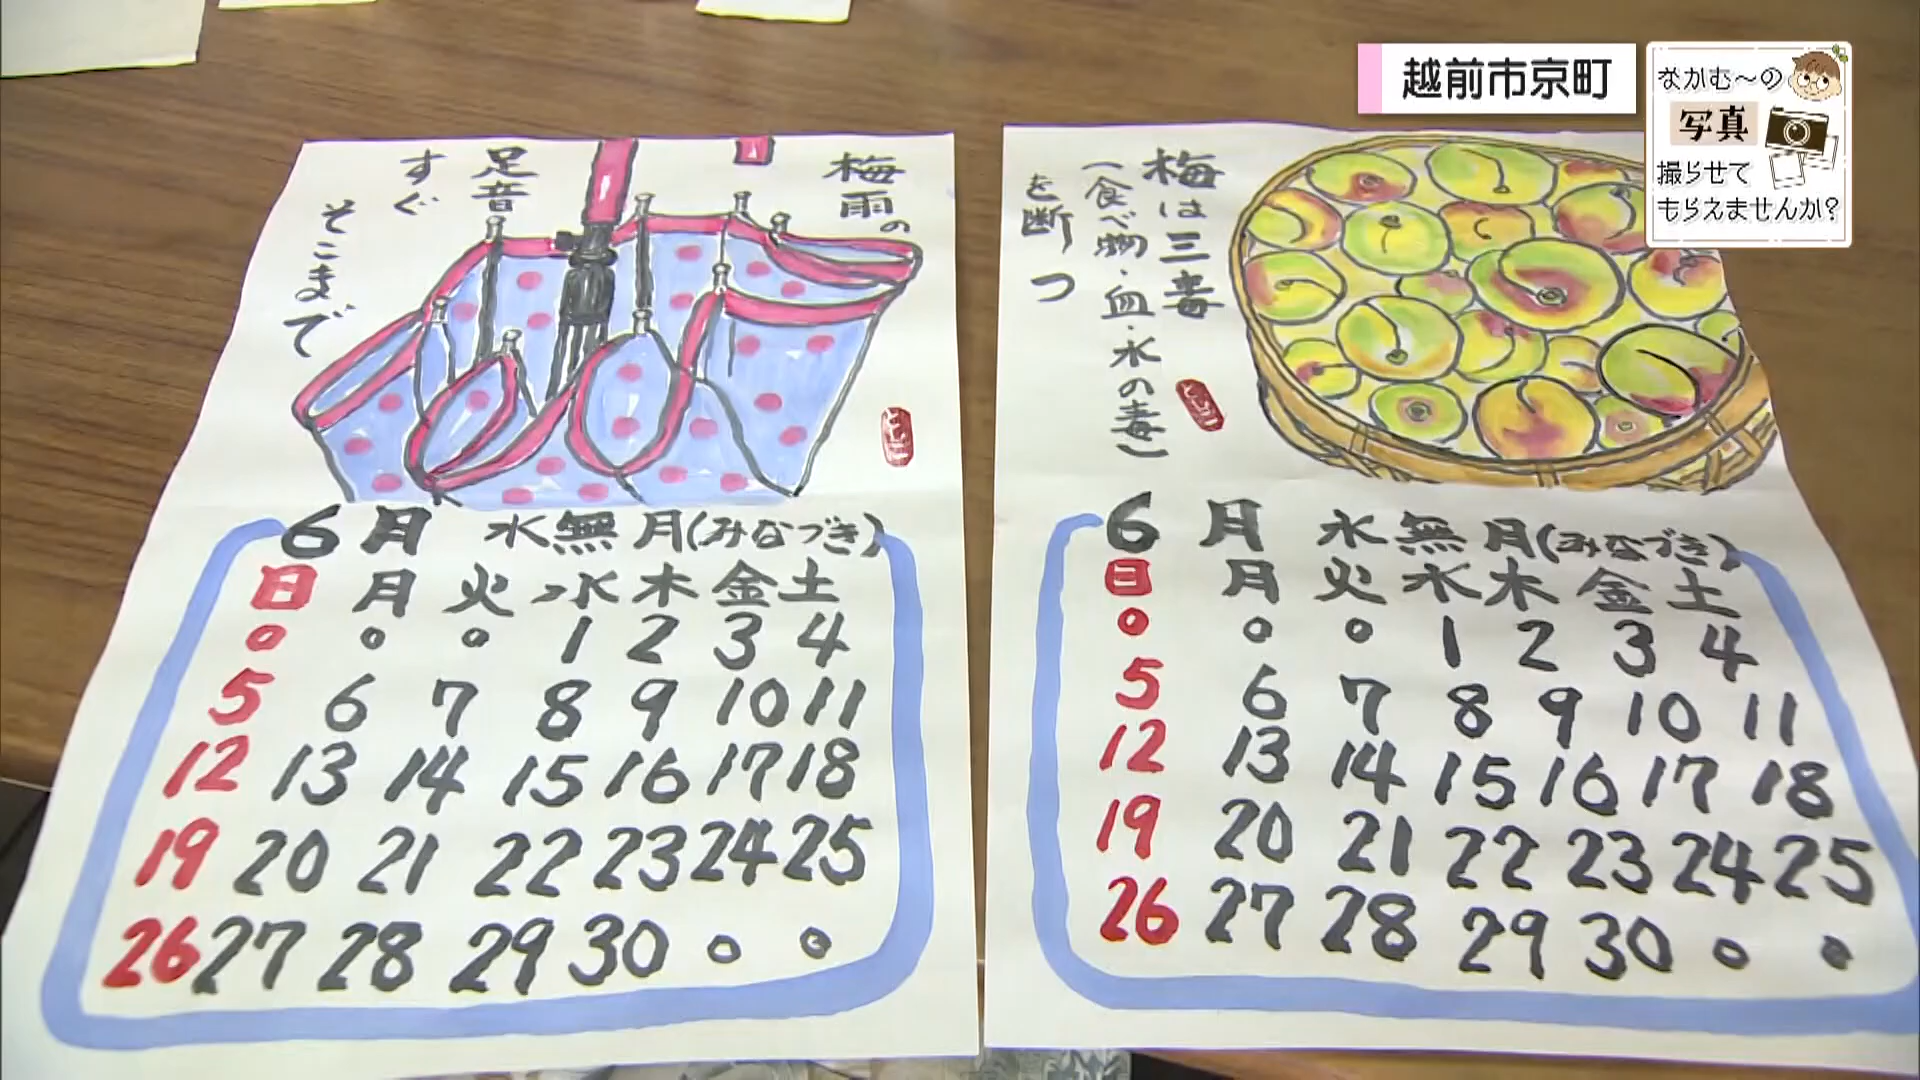 越前市京町
なかむ～の
写真
撮らせて
もらえませんか?
梅雨の
足音
すぐ
そこまで
6月 水無月(みなづき)
日 月 火 水 木 金 土
。 。 。 1 2 3 4
5 6 7 8 9 10 11
12 13 14 15 16 17 18
19 20 21 22 23 24 25
26 27 28 29 30 。 。
梅は三毒
(食べ物・血・水の毒)
を断つ
6月 水無月(みなづき)
日 月 火 水 木 金 土
。 。 。 1 2 3 4
5 6 7 8 9 10 11
12 13 14 15 16 17 18
19 20 21 22 23 24 25
26 27 28 29 30 。 。